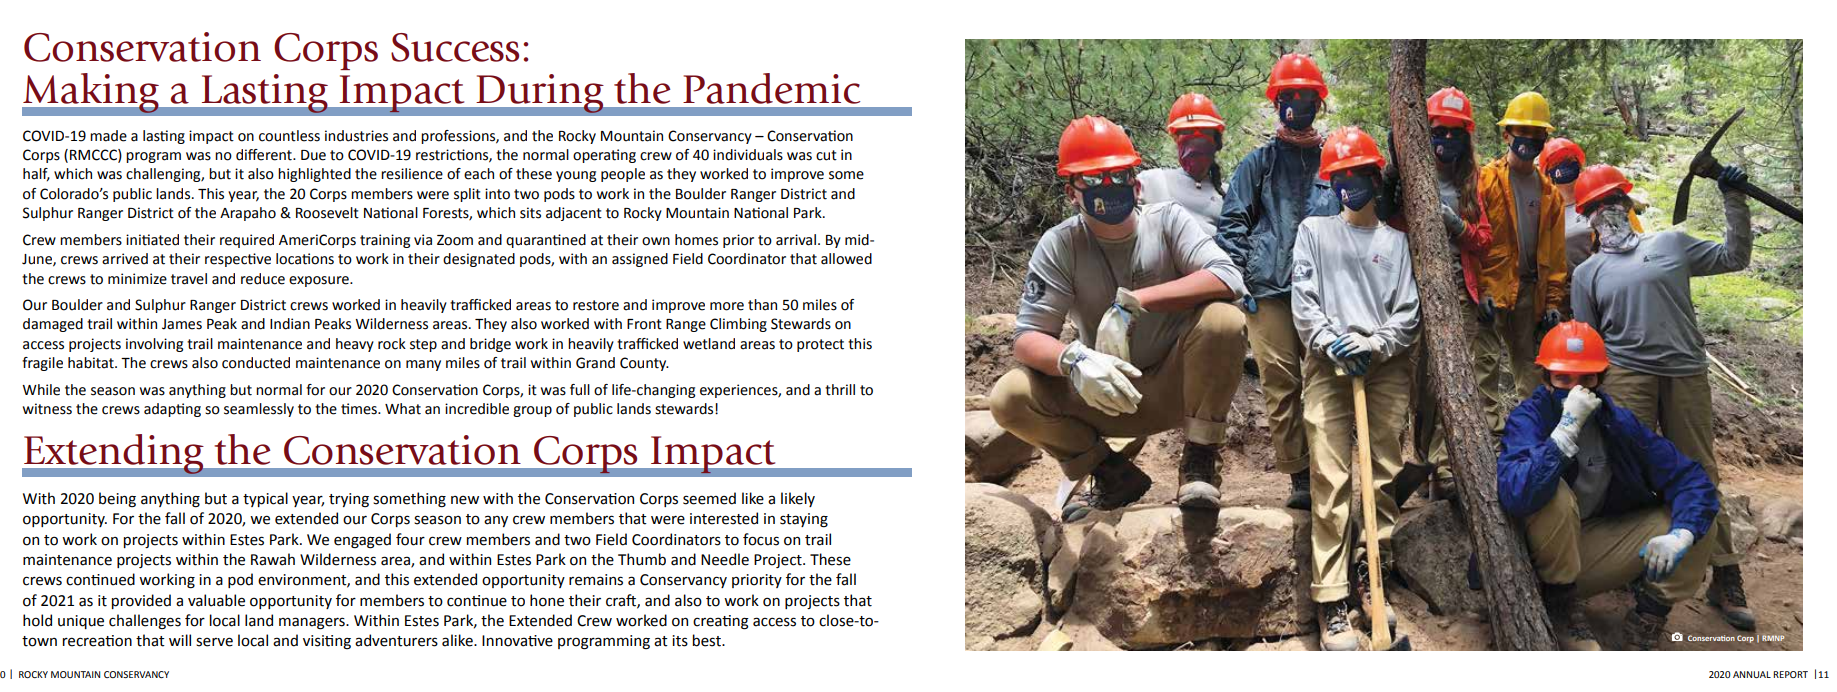 Conservation Corps Success:
Making a Lasting Impact During the Pandemic
COVID-19 made a lasting impact on countless industries and professions, and the Rocky Mountain Conservancy – Conservation
Corps (RMCCC) program was no different. Due to COVID-19 restrictions, the normal operating crew of 40 individuals was cut in
half, which was challenging, but it also highlighted the resilience of each of these young people as they worked to improve some
of Colorado's public lands. This year, the 20 Corps members were split into two pods to work in the Boulder Ranger District and
Sulphur Ranger District of the Arapaho & Roosevelt National Forests, which sits adjacent to Rocky Mountain National Park.
Crew members initiated their required AmeriCorps training via Zoom and quarantined at their own homes prior to arrival. By mid-
June, crews arrived at their respective locations to work in their designated pods, with an assigned Field Coordinator that allowed
the crews to minimize travel and reduce exposure.
Our Boulder and Sulphur Ranger District crews worked in heavily trafficked areas to restore and improve more than 50 miles of
damaged trail within James Peak and Indian Peaks Wilderness areas. They also worked with Front Range Climbing Stewards on
access projects involving trail maintenance and heavy rock step and bridge work in heavily trafficked wetland areas to protect this
fragile habitat. The crews also conducted maintenance on many miles of trail within Grand County.
While the season was anything but normal for our 2020 Conservation Corps, it was full of life-changing experiences, and a thrill to
witness the crews adapting so seamlessly to the times. What an incredible group of public lands stewards!
Extending the Conservation Corps Impact
With 2020 being anything but a typical year, trying something new with the Conservation Corps seemed like a likely
opportunity. For the fall of 2020, we extended our Corps season to any crew members that were interested in staying
on to work on projects within Estes Park. We engaged four crew members and two Field Coordinators to focus on trail
maintenance projects within the Rawah Wilderness area, and within Estes Park on the Thumb and Needle Project. These
crews continued working in a pod environment, and this extended opportunity remains a Conservancy priority for the fall
of 2021 as it provided a valuable opportunity for members to continue to hone their craft, and also to work on projects that
hold unique challenges for local land managers. Within Estes Park, the Extended Crew worked on creating access to close-to-
town recreation that will serve local and visiting adventurers alike. Innovative programming at its best.
0 | ROCKY MOUNTAIN CONSERVANCY
Conservation Corp | RMNP
2020 ANNUAL REPORT | 11